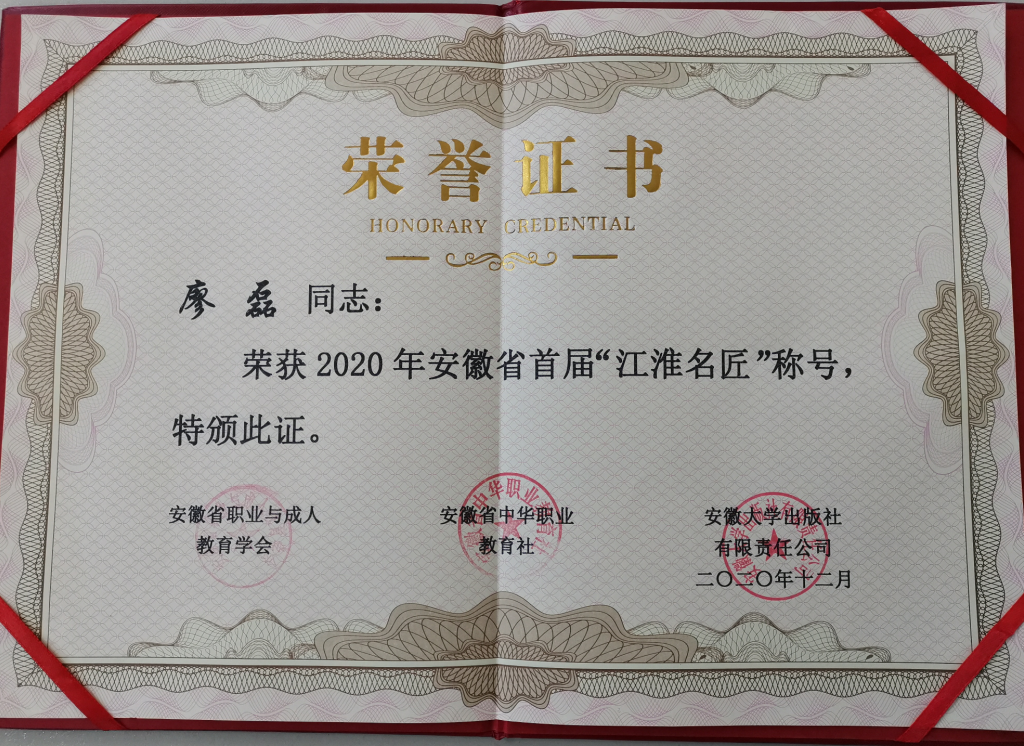 荣誉证书
HONORARY CREDENTIAL
廖磊 同志：
荣获2020年安徽省首届“江淮名匠”称号，
特颁此证。
安徽省职业与成人
教育学会
安徽省中华职业
教育社
安徽大学出版社
有限责任公司
二〇二〇年十二月